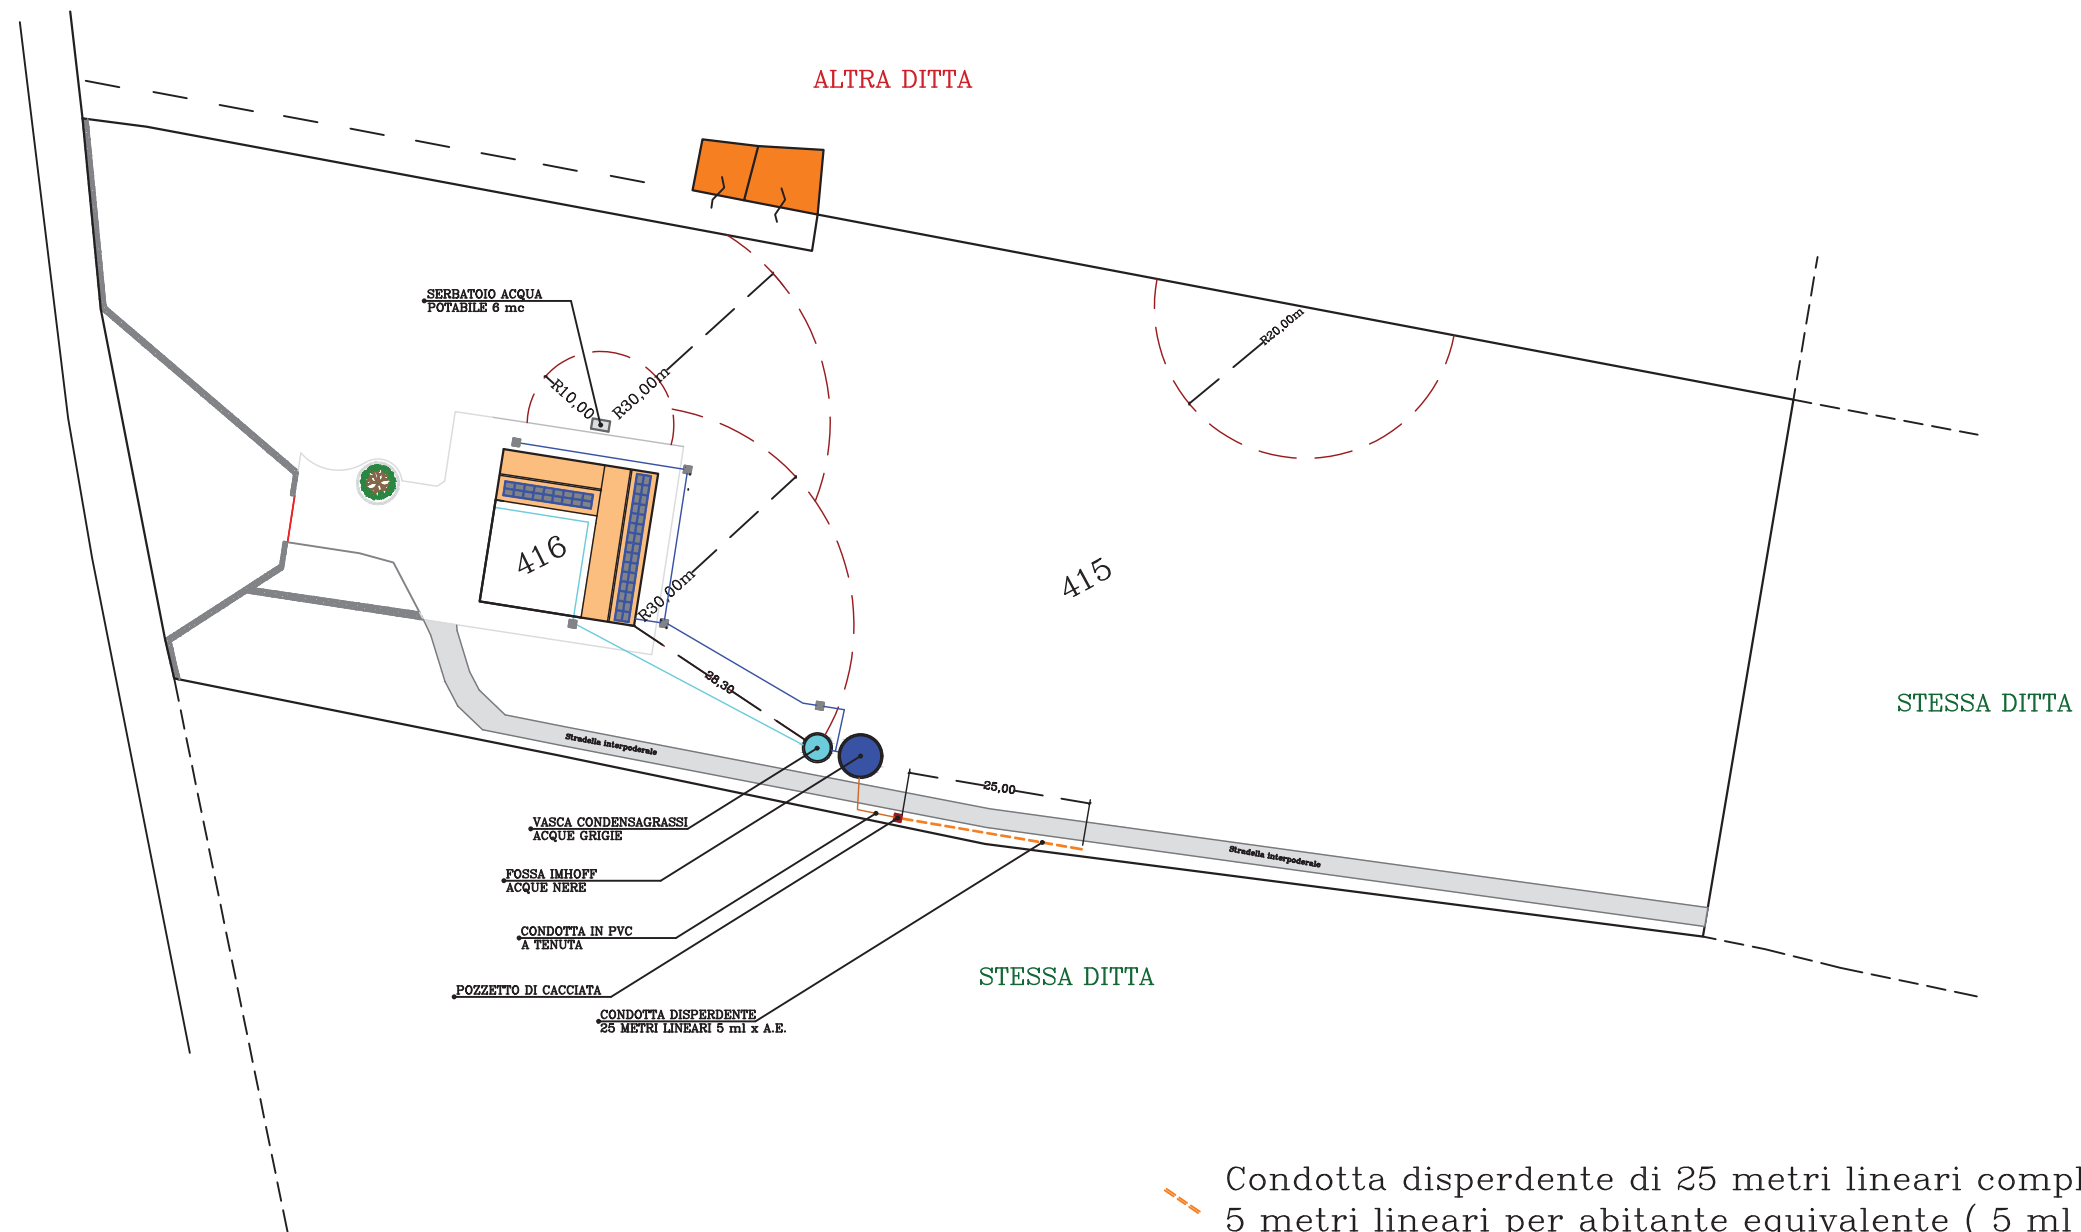 ALTRA DITTA
SERBATOIO ACQUA
POTABILE 6 mc
R10,00
R30,00m
R20,00m
416
R30,00m
415
28,30
STESSA DITTA
Stradella interpoderale
25,00
VASCA CONDENSAGRASSI
ACQUE GRIGIE
Stradella interpoderale
FOSSA IMHOFF
ACQUE NERE
CONDOTTA IN PVC
A TENUTA
POZZETTO DI CACCIATA
STESSA DITTA
CONDOTTA DISPERDENTE
25 METRI LINEARI 5 ml x A.E.
Condotta disperdente di 25 metri lineari compl
5 metri lineari per abitante equivalente ( 5 ml